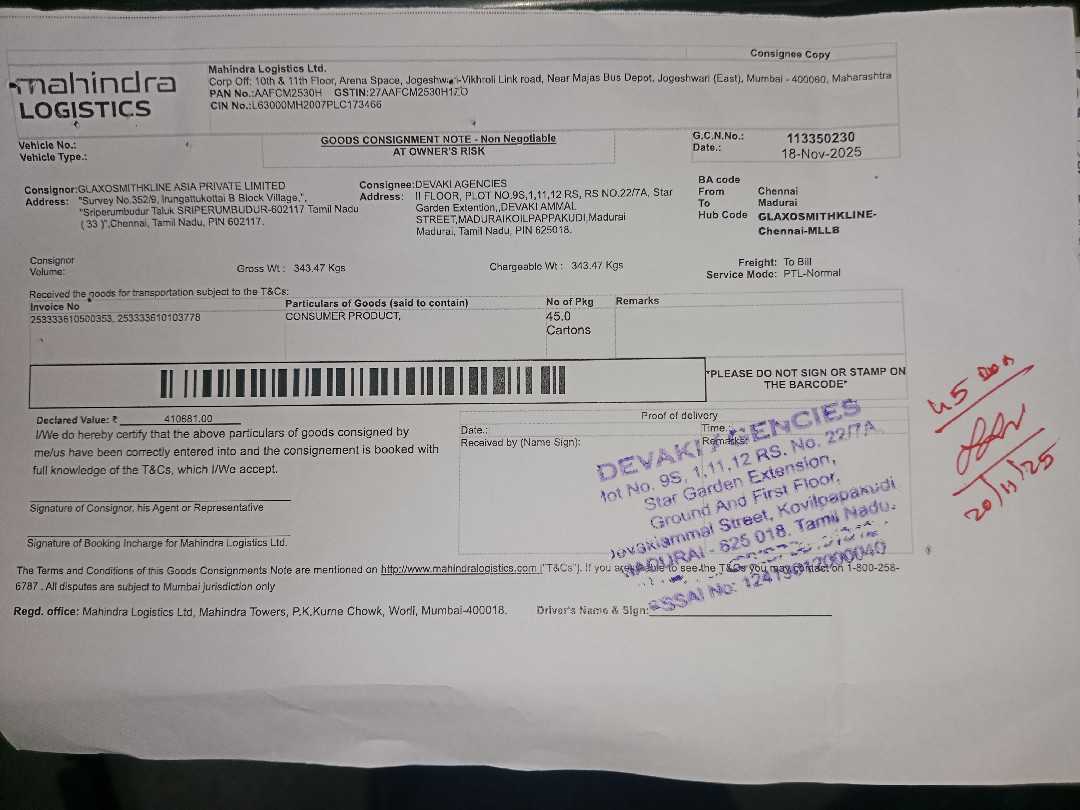 Consignee Copy
mahindra
LOGISTICS
Mahindra Logistics Ltd.
Corp Off: 10th & 11th Floor, Arena Space, Jogeshwari-Vikhroli Link road, Near Majas Bus Depot, Jogeshwari (East), Mumbai - 400060, Maharashtra
PAN No.:AAFCM2530H GSTIN:27AAFCM2530H1ZO
CIN No.:L63000MH2007PLC173466
Vehicle No.:
Vehicle Type.:
GOODS CONSIGNMENT NOTE - Non Negotiable
AT OWNER'S RISK
G.C.N.No.: 113350230
Date.: 18-Nov-2025
Consignor:GLAXOSMITHKLINE ASIA PRIVATE LIMITED
Address: "Survey No.352/9, Irungattukottai B Block Village,",
"Sriperumbudur Taluk SRIPERUMBUDUR-602117 Tamil Nadu
( 33 )",Chennai, Tamil Nadu, PIN 602117.
Consignee:DEVAKI AGENCIES
Address: II FLOOR, PLOT NO.9S,1,11,12 RS, RS NO.22/7A, Star
Garden Extention,,DEVAKI AMMAL
STREET,MADURAIKOILPAPPAKUDI,Madurai
Madurai, Tamil Nadu, PIN 625018.
BA code
From Chennai
To Madurai
Hub Code GLAXOSMITHKLINE-
Chennai-MLLB
Consignor
Volume:
Gross Wt : 343.47 Kgs
Chargeable Wt : 343.47 Kgs
Freight: To Bill
Service Mode: PTL-Normal
Received the goods for transportation subject to the T&Cs:
Invoice No Particulars of Goods (said to contain) No of Pkg Remarks
253333610500353, 253333610103778 CONSUMER PRODUCT, 45.0
Cartons
*PLEASE DO NOT SIGN OR STAMP ON
THE BARCODE*
Declared Value: ₹ 410681.00
I/We do hereby certify that the above particulars of goods consigned by
me/us have been correctly entered into and the consignement is booked with
full knowledge of the T&Cs, which I/We accept.
Signature of Consignor, his Agent or Representative
Signature of Booking Incharge for Mahindra Logistics Ltd.
Proof of delivery
Date.: Time.:
Received by (Name Sign): Remarks:
DEVAKI AGENCIES
Plot No. 9S, 1,11,12 RS. No. 22/7A
Star Garden Extension,
Ground And First Floor,
Devakiammal Street, Kovilpapakudi
MADURAI - 625 018. Tamil Nadu.
FSSAI No:
45
20/11/25
The Terms and Conditions of this Goods Consignments Note are mentioned on http://www.mahindralogistics.com ("T&Cs"). If you are unable to see the T&Cs you may contact on 1-800-258-
6787 . All disputes are subject to Mumbai jurisdiction only
Regd. office: Mahindra Logistics Ltd, Mahindra Towers, P.K.Kurne Chowk, Worli, Mumbai-400018.
Driver's Name & Sign: